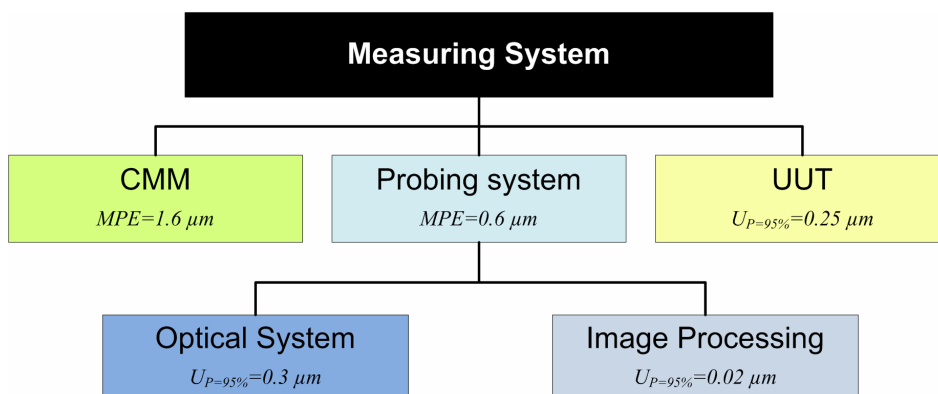 Measuring System
CMM
MPE=1.6 µm
Probing system
MPE=0.6 µm
UUT
U_P=95%=0.25 µm
Optical System
U_P=95%=0.3 µm
Image Processing
U_P=95%=0.02 µm